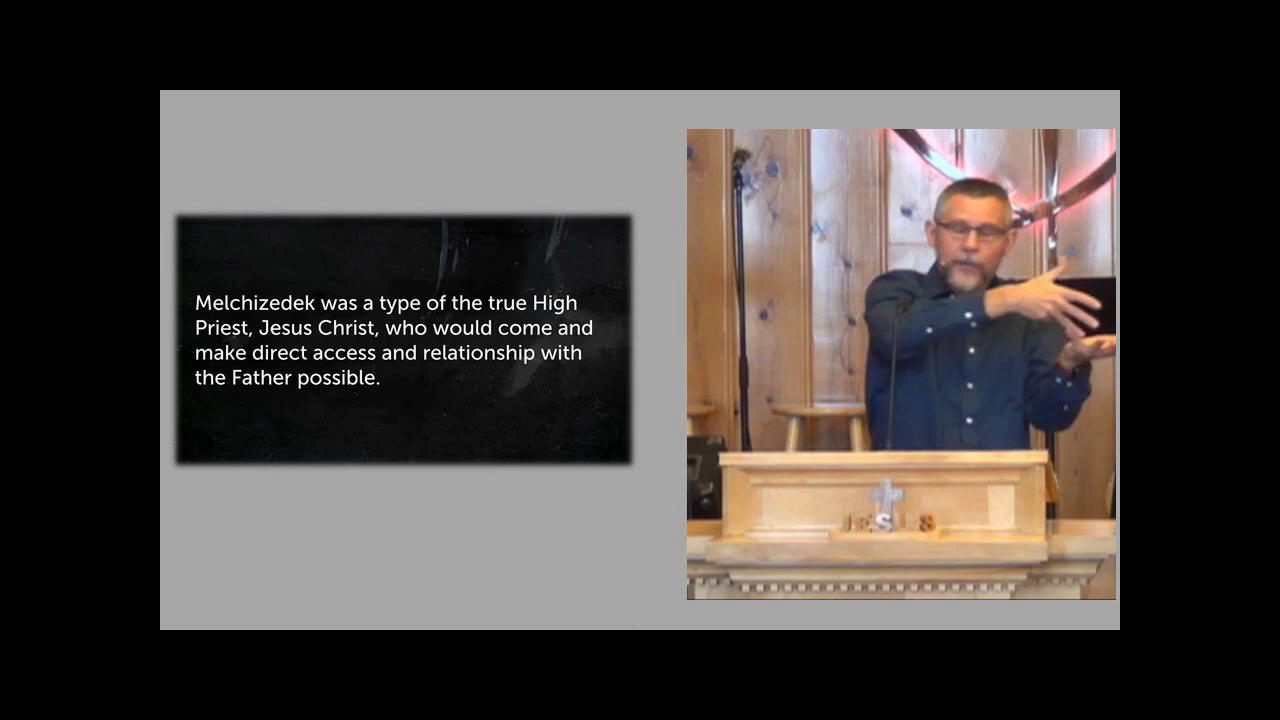 Melchizedek was a type of the true High
Priest, Jesus Christ, who would come and
make direct access and relationship with
the Father possible.